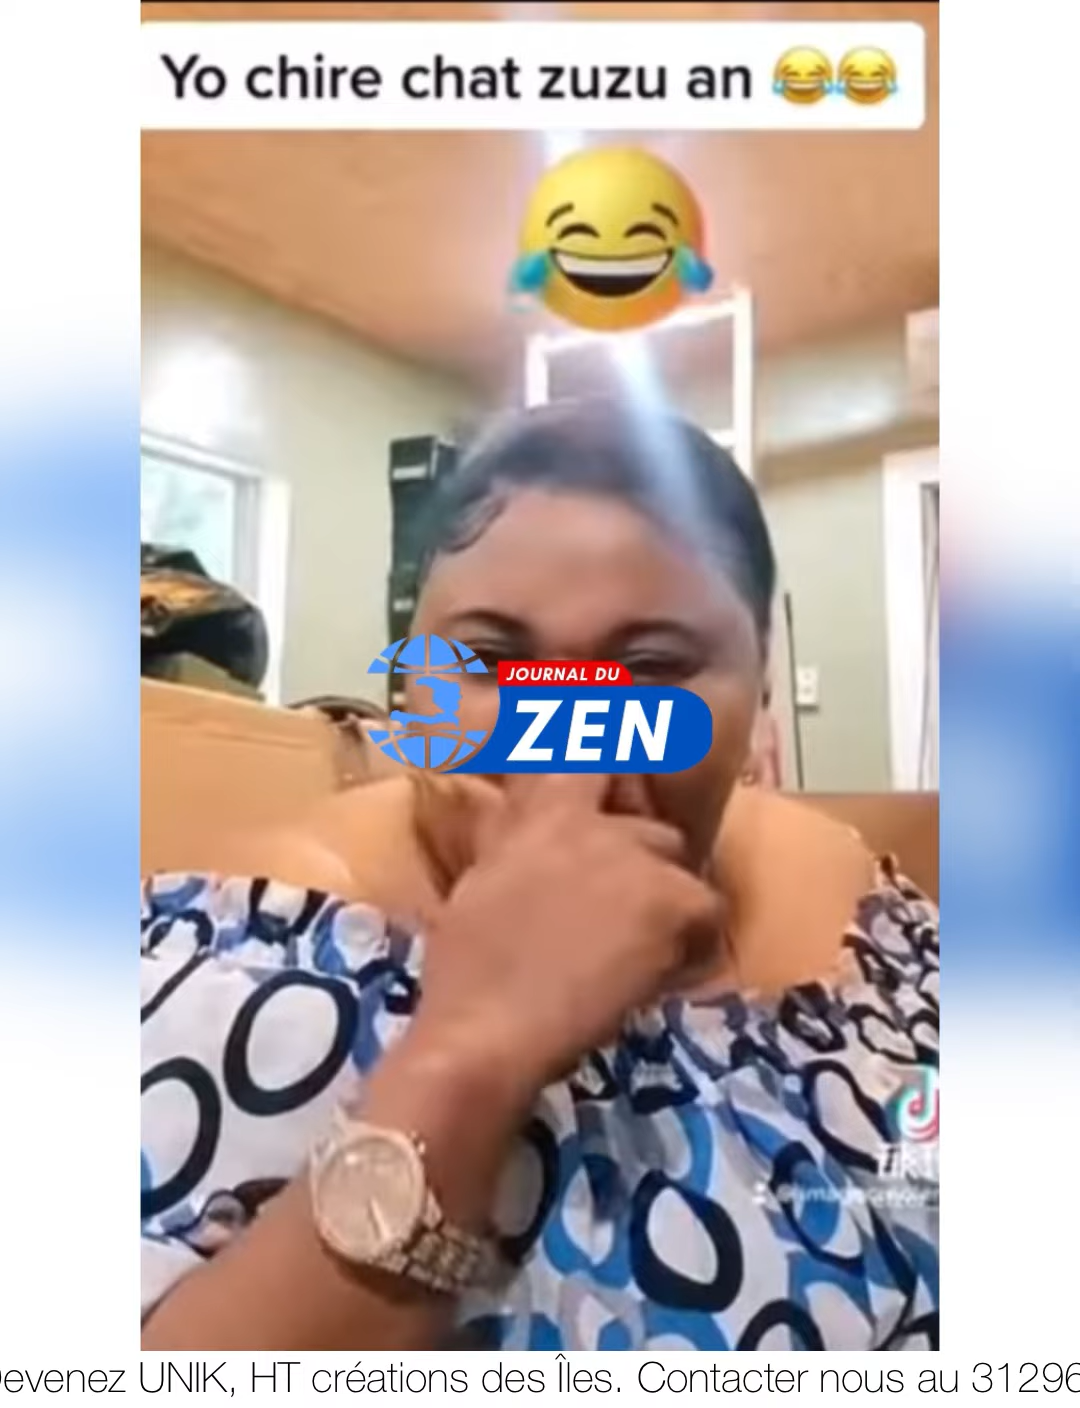 Yo chire chat zuzu an 😂😂
JOURNAL DU
ZEN
evenez UNIK, HT créations des Îles. Contacter nous au 31296